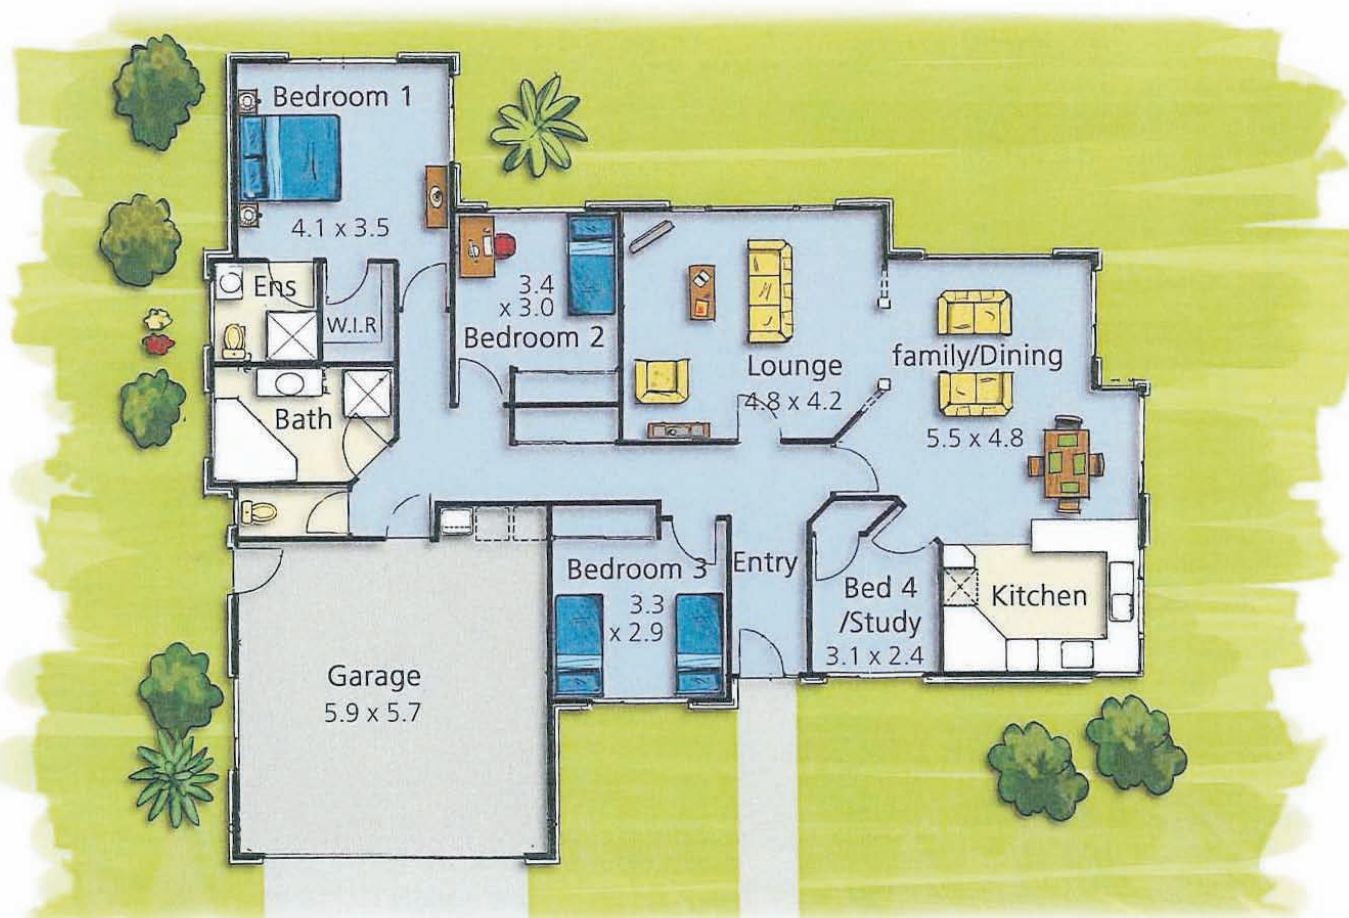 Bedroom 1
4.1 x 3.5
Ens
W.I.R
Bath
3.4
x 3.0
Bedroom 2
Lounge
4.8 x 4.2
family/Dining
5.5 x 4.8
Bedroom 3
3.3
x 2.9
Entry
Bed 4
/Study
3.1 x 2.4
Kitchen
Garage
5.9 x 5.7